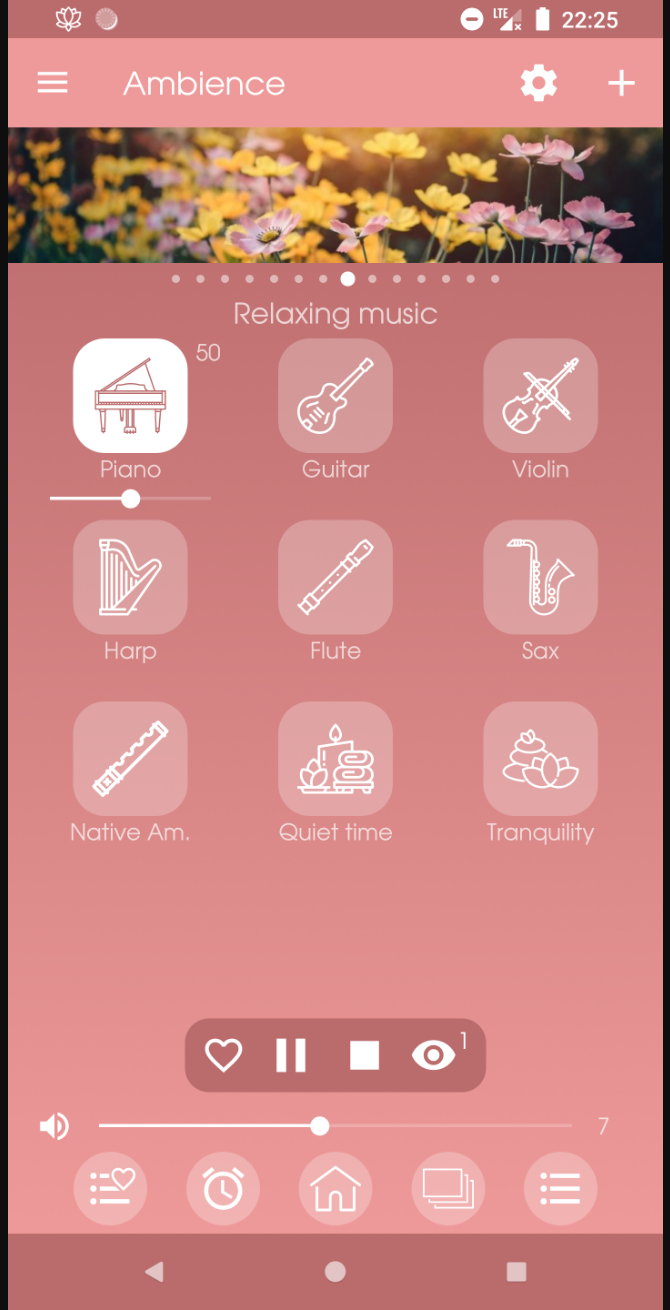 LTE 22:25
Ambience
Relaxing music
50
Piano Guitar Violin
Harp Flute Sax
Native Am. Quiet time Tranquility
1
7